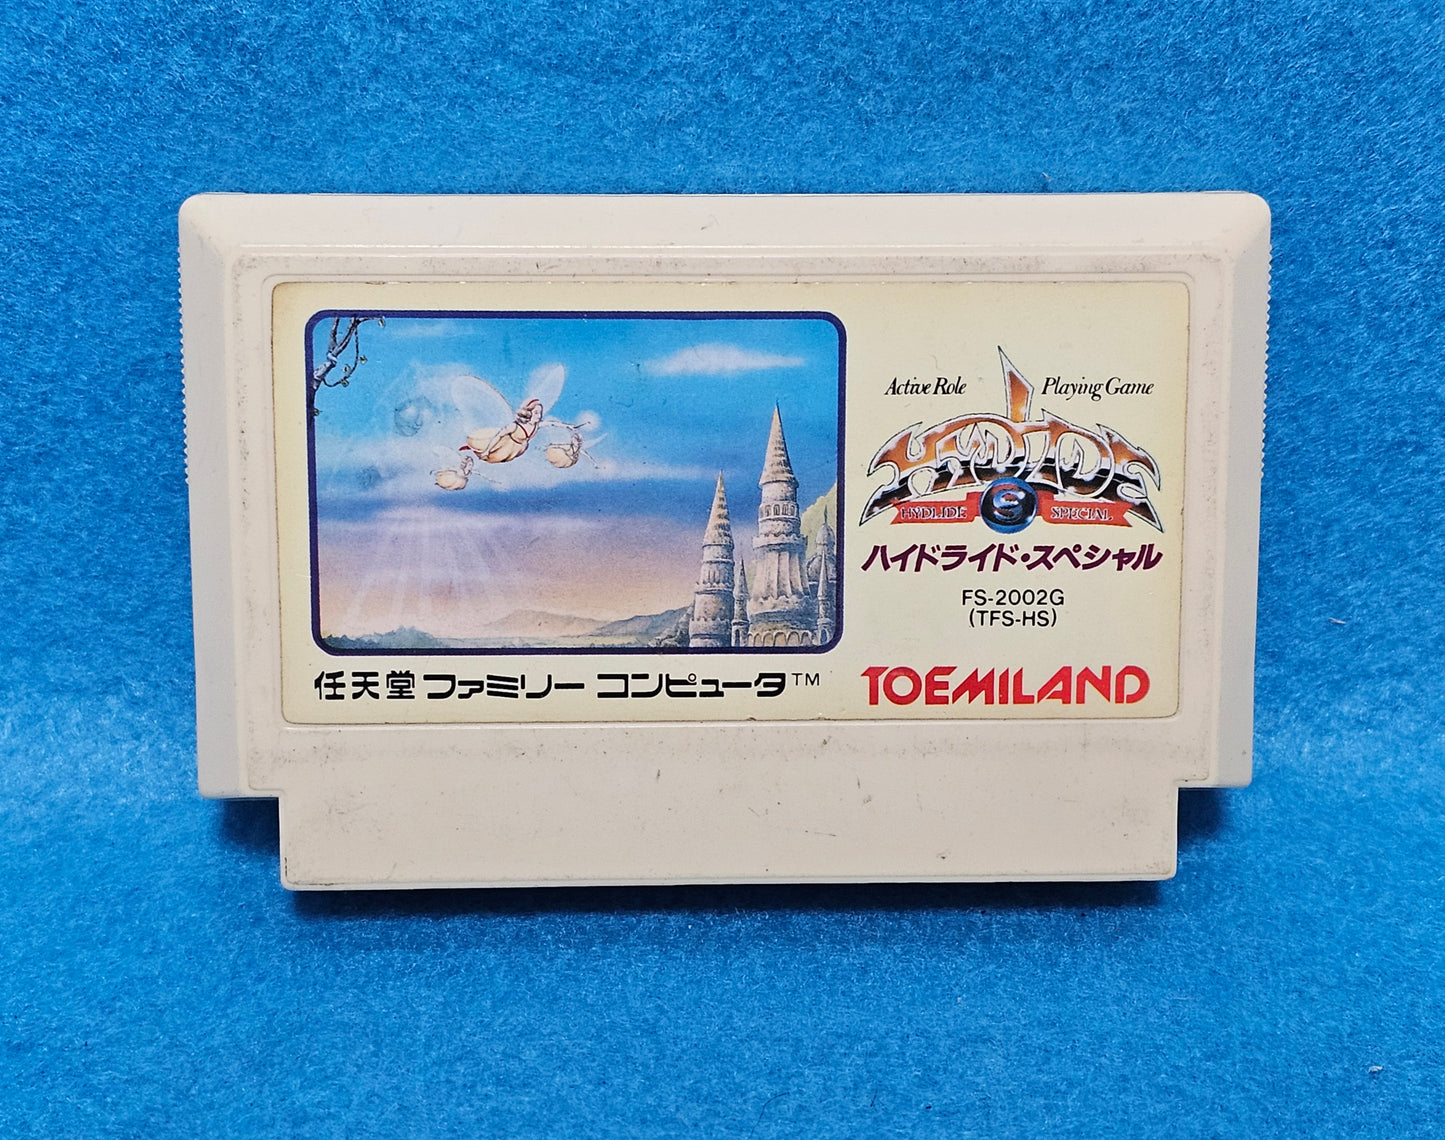 Active Role Playing Game
HYDLIDE
HYDLIDE S SPECIAL
ハイドライド・スペシャル
FS-2002G
(TFS-HS)
任天堂 ファミリー コンピュータ™
TOEMILAND